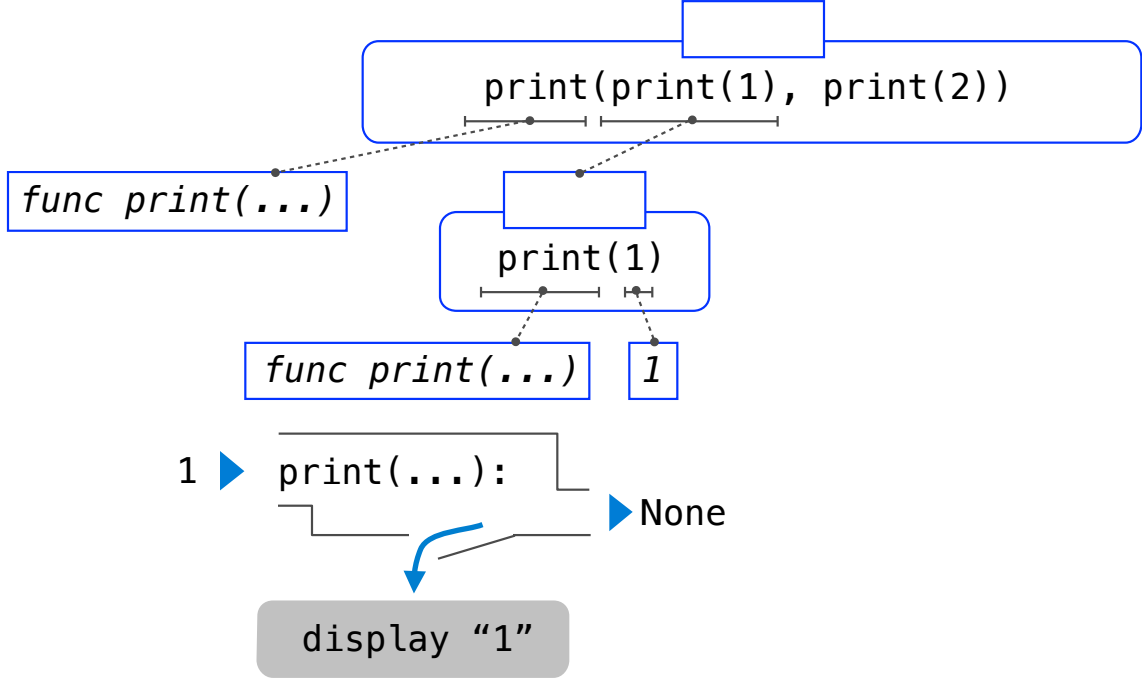 print(print(1), print(2))
func print(...)
print(1)
func print(...)
1
1
print(...):
None
display “1”